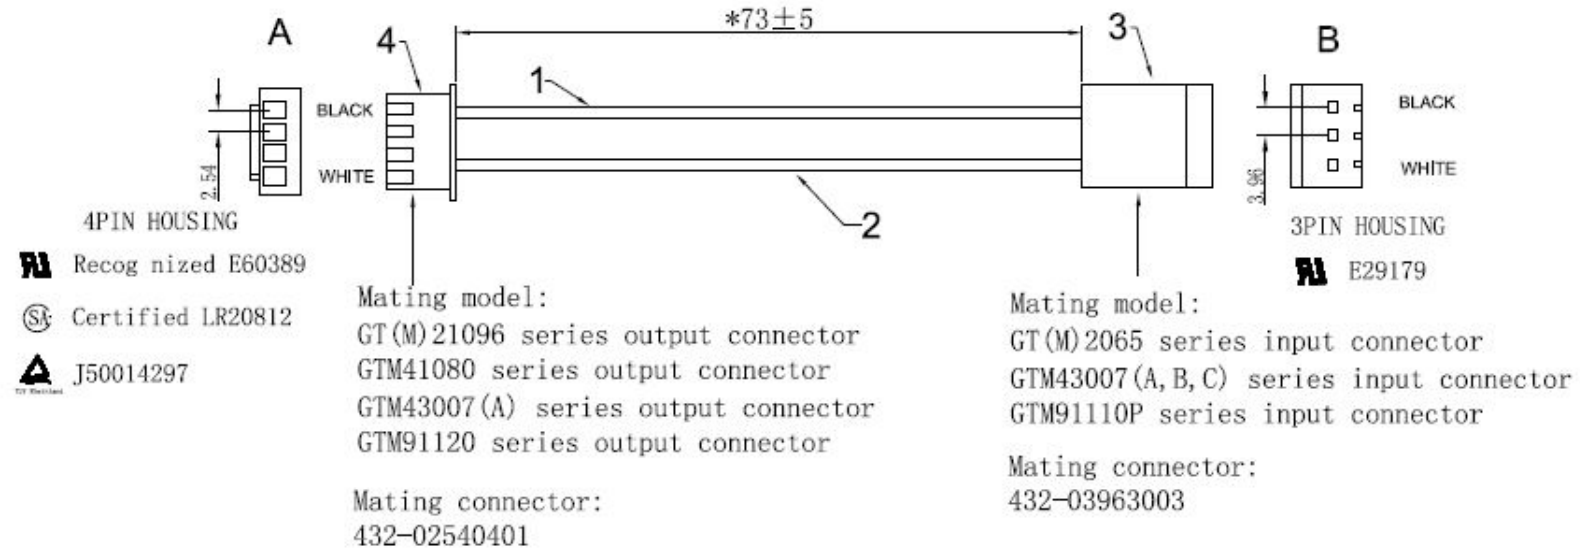 *73±5
A
4
3
B
1
BLACK
BLACK
WHITE
WHITE
2.54
3.96
2
4PIN HOUSING
3PIN HOUSING
Recog nized E60389
E29179
SA Certified LR20812
J50014297
Mating model:
GT(M)21096 series output connector
GTM41080 series output connector
GTM43007(A) series output connector
GTM91120 series output connector
Mating connector:
432-02540401
Mating model:
GT(M)2065 series input connector
GTM43007(A,B,C) series input connector
GTM91110P series input connector
Mating connector:
432-03963003